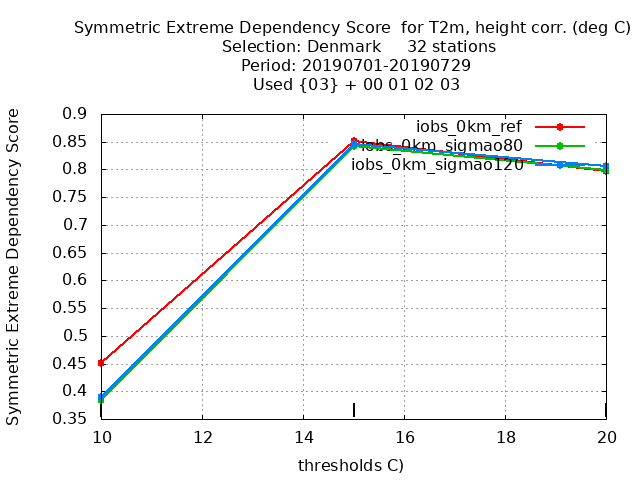 Symmetric Extreme Dependency Score  for T2m, height corr. (deg C)
Selection: Denmark     32 stations
Period: 20190701-20190729
Used {03} + 00 01 02 03
Symmetric Extreme Dependency Score
0.9
0.85
0.8
0.75
0.7
0.65
0.6
0.55
0.5
0.45
0.4
0.35
iobs_0km_ref
iobs_0km_sigmao80
iobs_0km_sigmao120
10 12 14 16 18 20
thresholds C)